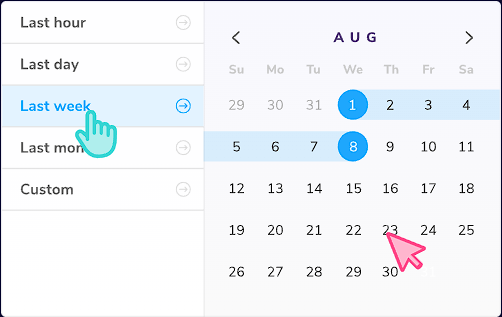 Last hour
Last day
Last week
Last mon
Custom
AUG
Su Mo Tu We Th Fr Sa
29 30 31 1 2 3 4
5 6 7 8 9 10 11
12 13 14 15 16 17 18
19 20 21 22 23 24 25
26 27 28 29 30